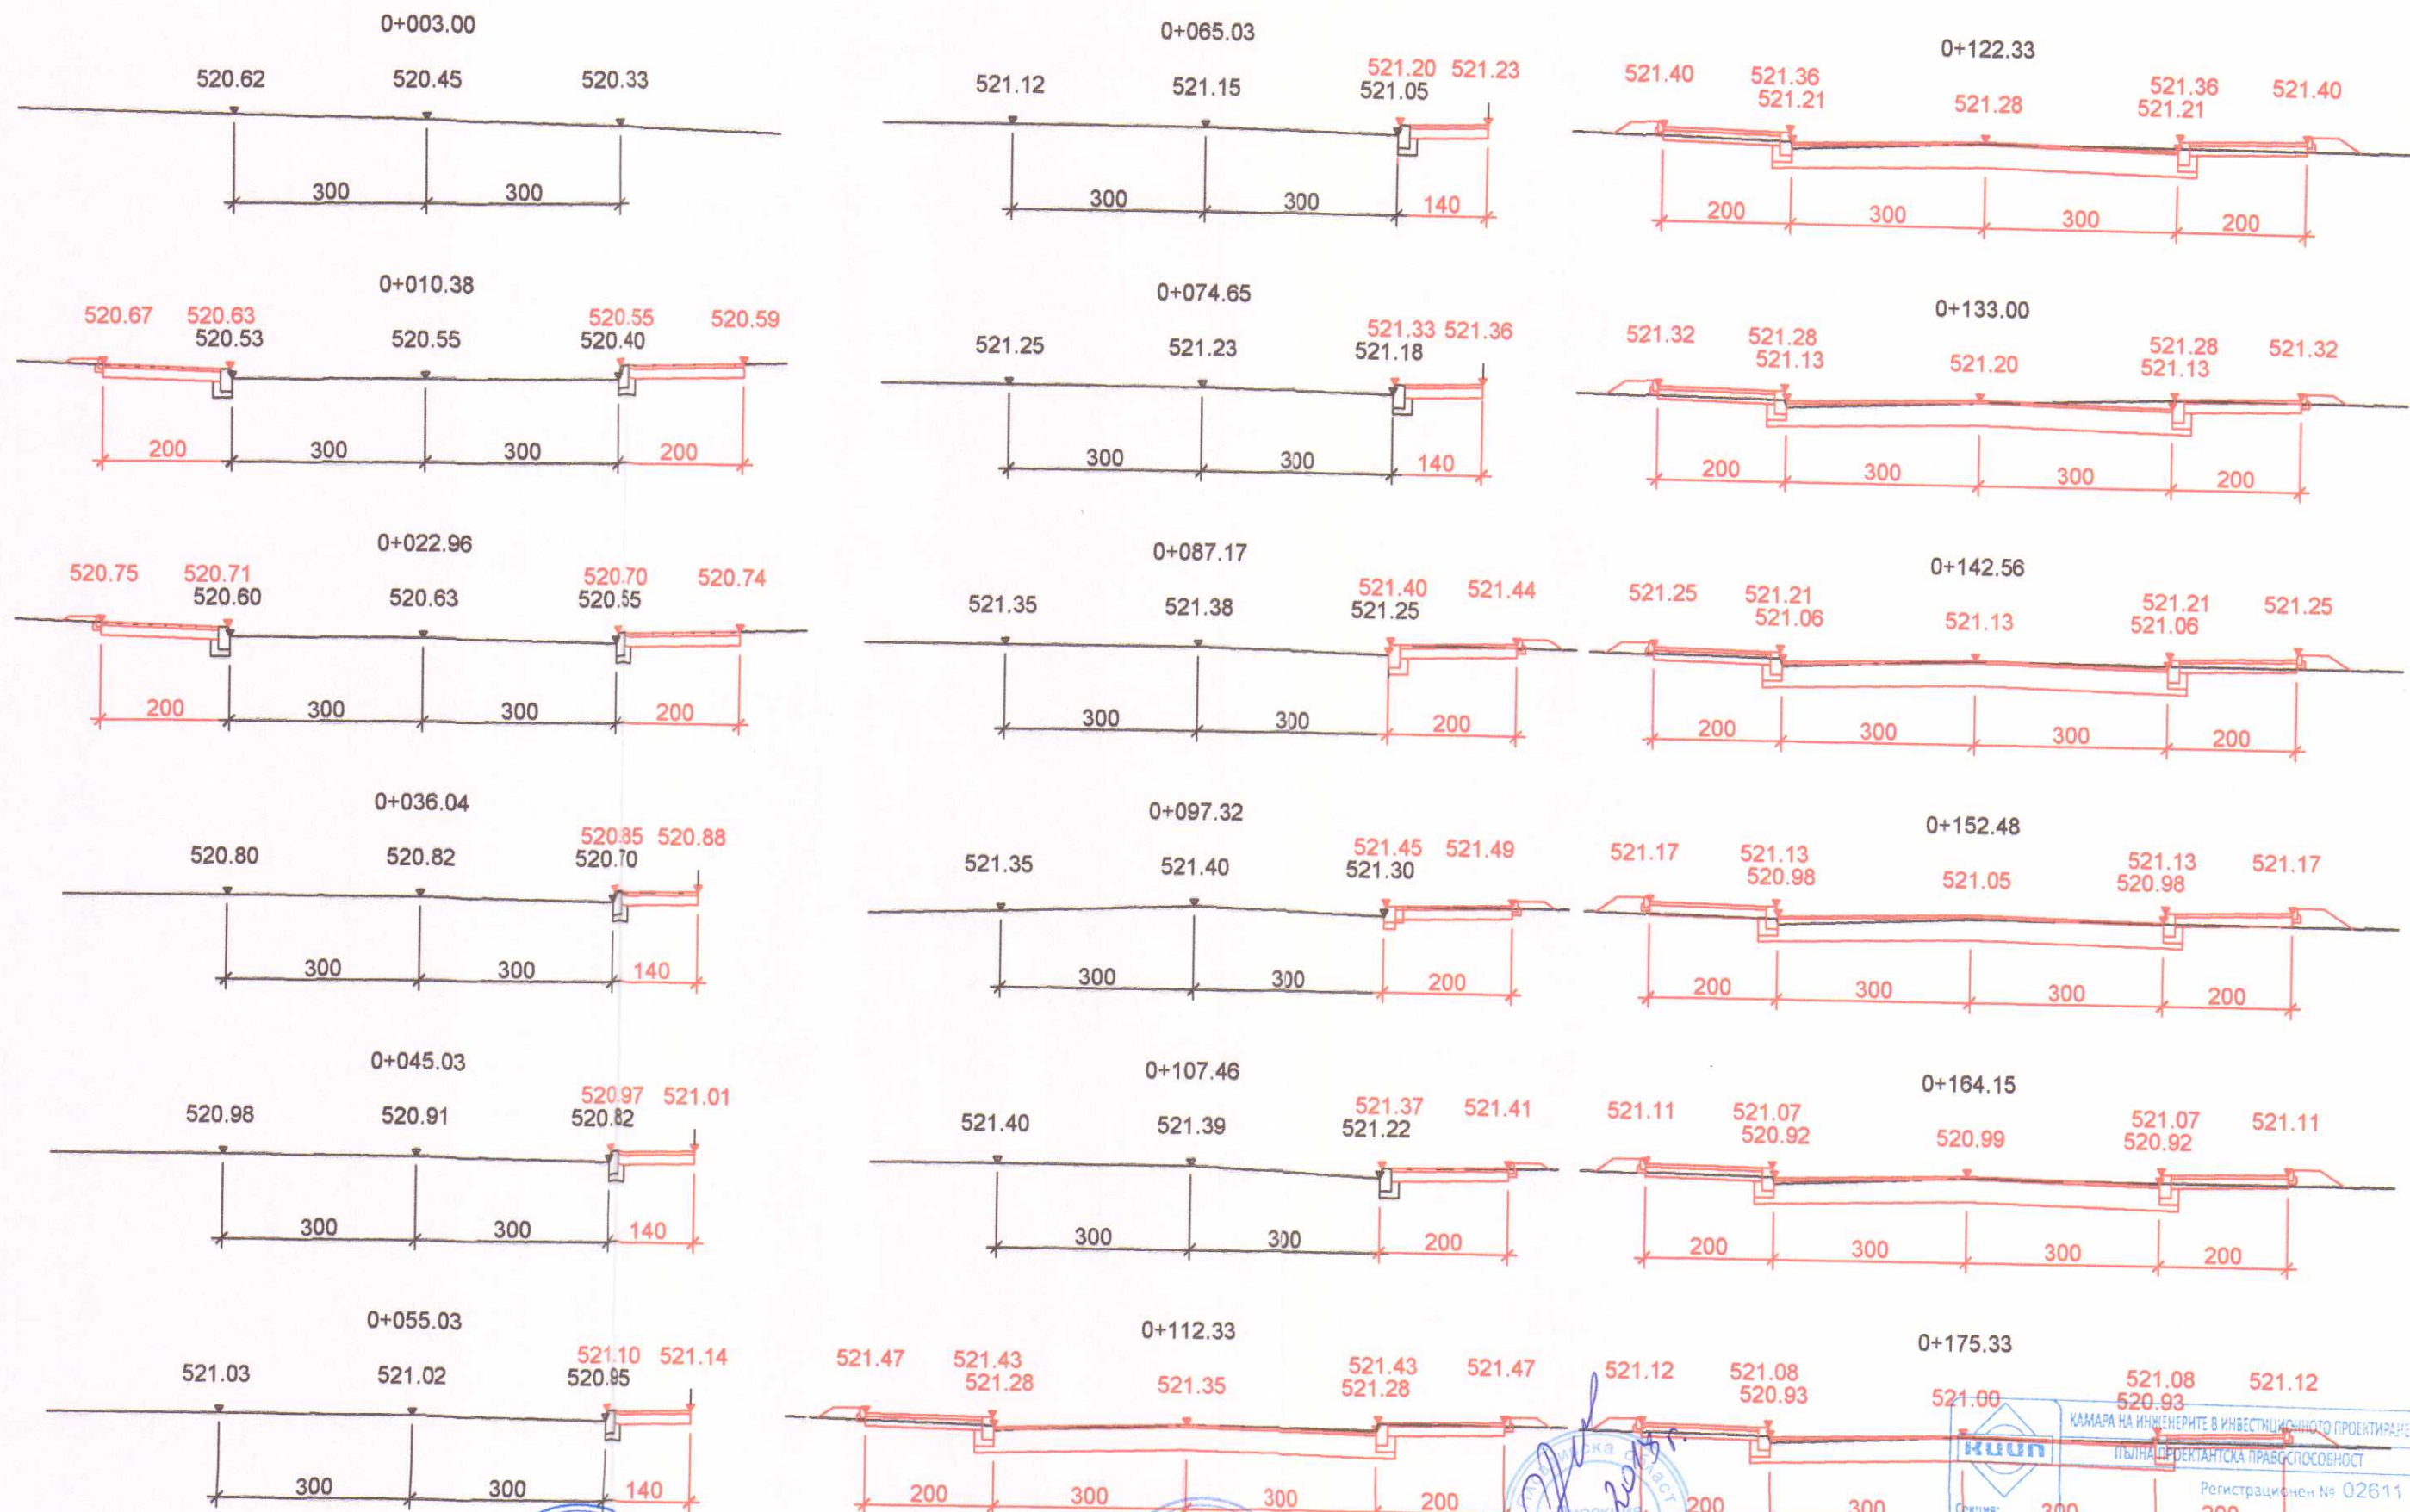 0+003.00
520.62 520.45 520.33
300 300
0+010.38
520.67 520.63 520.55 520.59
520.53 520.55 520.40
200 300 300 200
0+022.96
520.75 520.71 520.70 520.74
520.60 520.63 520.55
200 300 300 200
0+036.04
520.85 520.88
520.80 520.82 520.70
300 300 140
0+045.03
520.97 521.01
520.98 520.91 520.82
300 300 140
0+055.03
521.10 521.14
521.03 521.02 520.95
300 300 140
0+065.03
521.20 521.23
521.12 521.15 521.05
300 300 140
0+074.65
521.33 521.36
521.25 521.23 521.18
300 300 140
0+087.17
521.40 521.44
521.35 521.38 521.25
300 300 200
0+097.32
521.45 521.49
521.35 521.40 521.30
300 300 200
0+107.46
521.37 521.41
521.40 521.39 521.22
300 300 200
0+112.33
521.47 521.43 521.43 521.47
521.28 521.35 521.28
200 300 300 200
0+122.33
521.40 521.36 521.36 521.40
521.21 521.28 521.21
200 300 300 200
0+133.00
521.32 521.28 521.28 521.32
521.13 521.20 521.13
200 300 300 200
0+142.56
521.25 521.21 521.21 521.25
521.06 521.13 521.06
200 300 300 200
0+152.48
521.17 521.13 521.13 521.17
520.98 521.05 520.98
200 300 300 200
0+164.15
521.11 521.07 521.07 521.11
520.92 520.99 520.92
200 300 300 200
0+175.33
521.12 521.08 521.08 521.12
520.93 521.00 520.93
200 300 300 200
КАМАРА НА ИНЖЕНЕРИТЕ В ИНВЕСТИЦИОННОТО ПРОЕКТИРАНЕ
КИИП
ПЪЛНА ПРОЕКТАНТСКА ПРАВОСПОСОБНОСТ
Регистрационен № 02611
Секция: